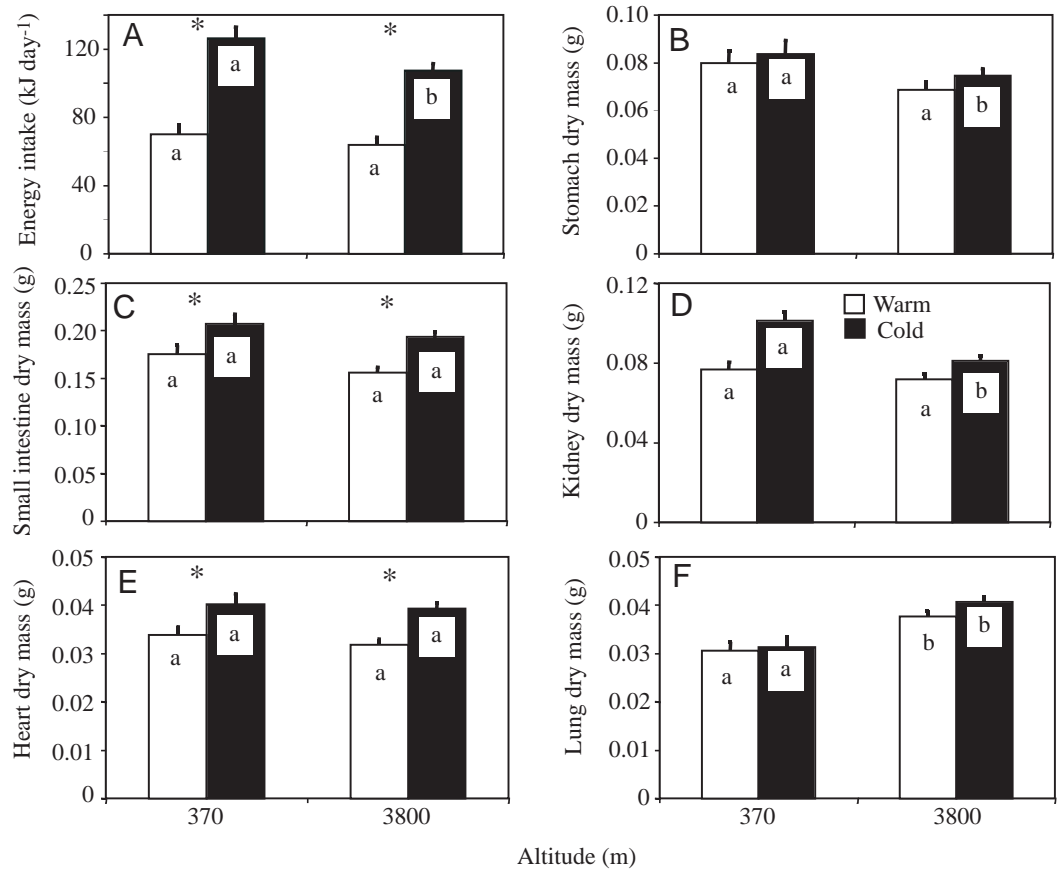 A
Energy intake (kJ day-1)
120
80
40
0
*
*
a
a
a
b
B
Stomach dry mass (g)
0.10
0.08
0.06
0.04
0.02
0
a
a
a
b
C
Small intestine dry mass (g)
0.25
0.20
0.15
0.10
0.05
0
*
*
a
a
a
a
D
Kidney dry mass (g)
0.12
0.08
0.04
0
Warm
Cold
a
a
a
b
E
Heart dry mass (g)
0.05
0.04
0.03
0.02
0.01
0
*
*
a
a
a
a
370
3800
F
Lung dry mass (g)
0.05
0.04
0.03
0.02
0.01
0
a
a
b
b
370
3800
Altitude (m)